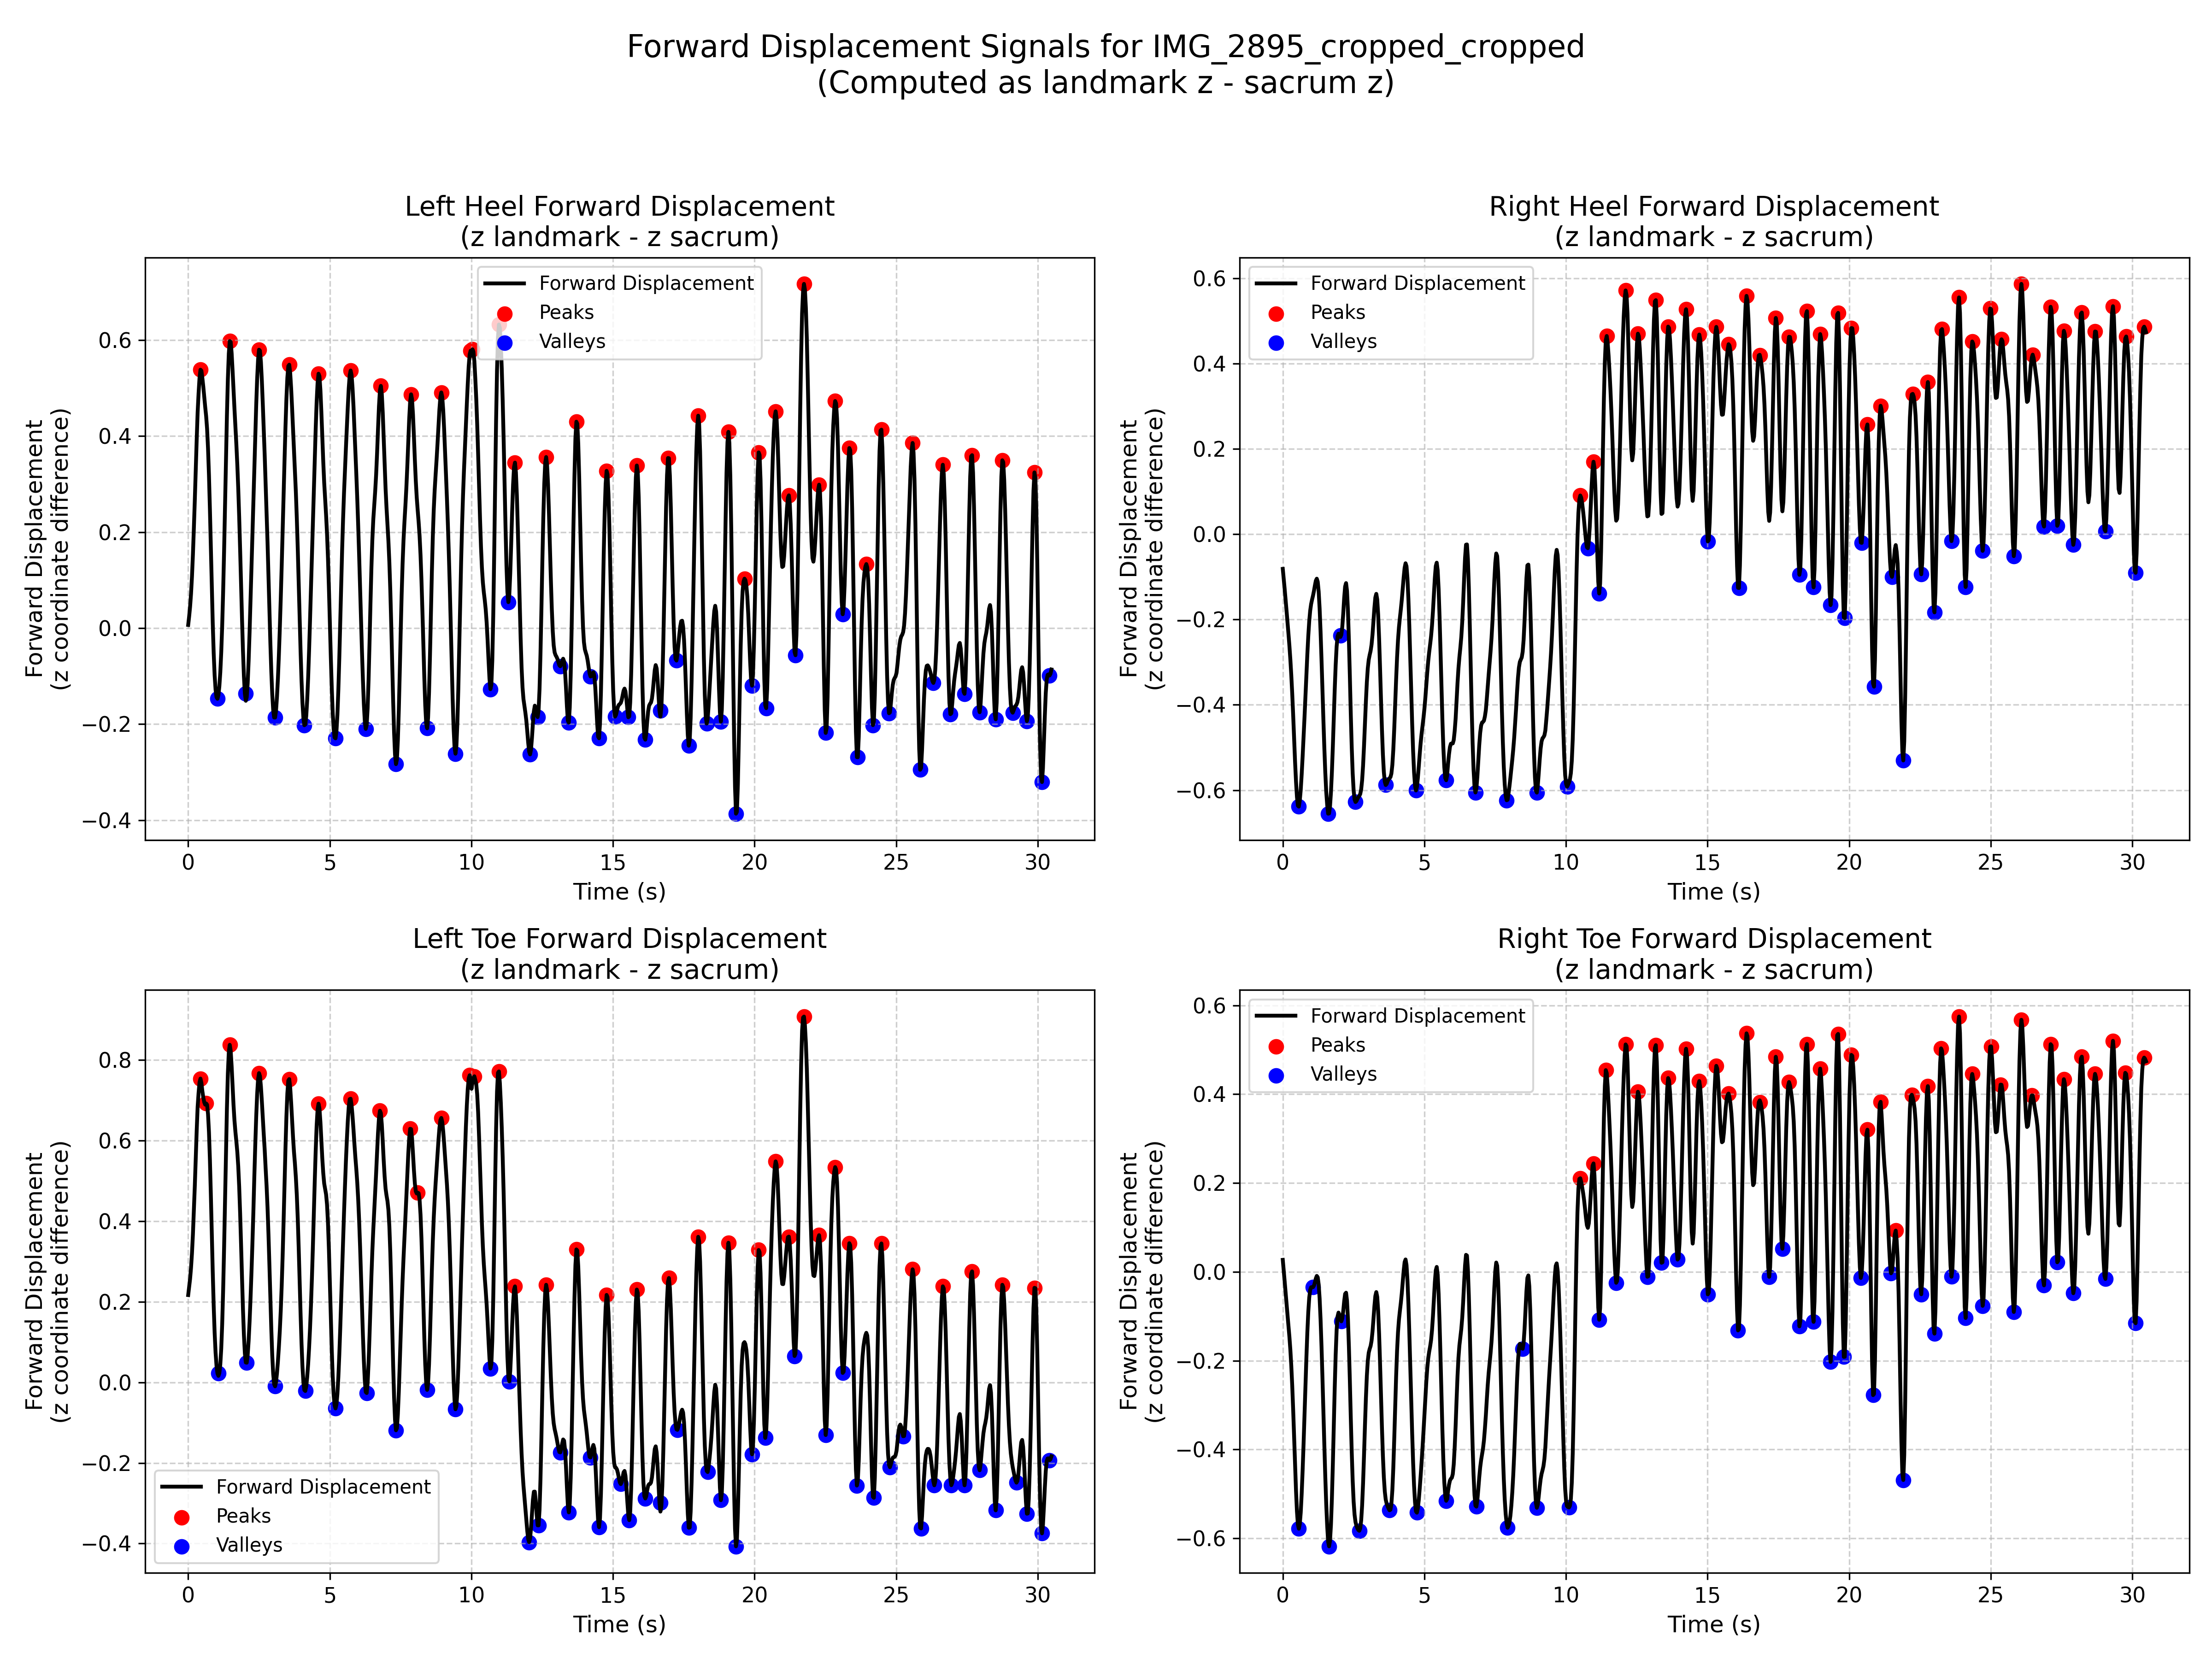 Forward Displacement Signals for IMG_2895_cropped_cropped
(Computed as landmark z - sacrum z)
Left Heel Forward Displacement
(z landmark - z sacrum)
Forward Displacement
(z coordinate difference)
0.6
0.4
0.2
0.0
−0.2
−0.4
Forward Displacement
Peaks
Valleys
0 5 10 15 20 25 30
Time (s)
Right Heel Forward Displacement
(z landmark - z sacrum)
Forward Displacement
(z coordinate difference)
0.6
0.4
0.2
0.0
−0.2
−0.4
−0.6
Forward Displacement
Peaks
Valleys
0 5 10 15 20 25 30
Time (s)
Left Toe Forward Displacement
(z landmark - z sacrum)
Forward Displacement
(z coordinate difference)
0.8
0.6
0.4
0.2
0.0
−0.2
−0.4
Forward Displacement
Peaks
Valleys
0 5 10 15 20 25 30
Time (s)
Right Toe Forward Displacement
(z landmark - z sacrum)
Forward Displacement
(z coordinate difference)
0.6
0.4
0.2
0.0
−0.2
−0.4
−0.6
Forward Displacement
Peaks
Valleys
0 5 10 15 20 25 30
Time (s)